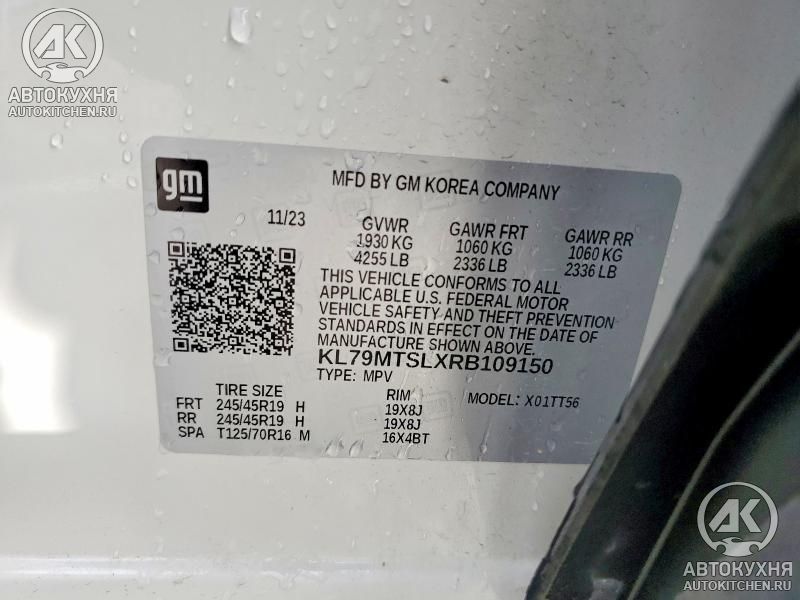 АК
АВТОКУХНЯ
AUTOKITCHEN.RU
gm
MFD BY GM KOREA COMPANY
11/23
GVWR GAWR FRT GAWR RR
1930 KG 1060 KG 1060 KG
4255 LB 2336 LB 2336 LB
THIS VEHICLE CONFORMS TO ALL
APPLICABLE U.S. FEDERAL MOTOR
VEHICLE SAFETY AND THEFT PREVENTION
STANDARDS IN EFFECT ON THE DATE OF
MANUFACTURE SHOWN ABOVE.
KL79MTSLXRB109150
TYPE: MPV
TIRE SIZE RIM MODEL: X01TT56
FRT 245/45R19 H 19X8J
RR 245/45R19 H 19X8J
SPA T125/70R16 M 16X4BT
АК
АВТОКУХНЯ
AUTOKITCHEN.RU